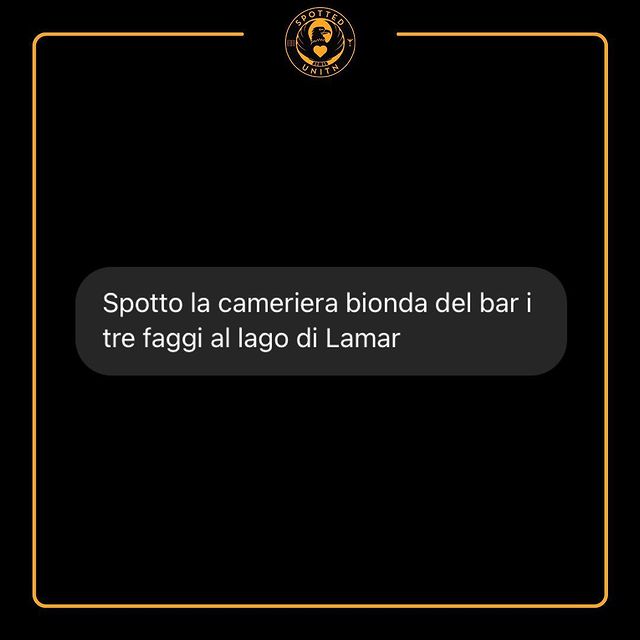 SPOTTED
UNITN
Spotto la cameriera bionda del bar i
tre faggi al lago di Lamar